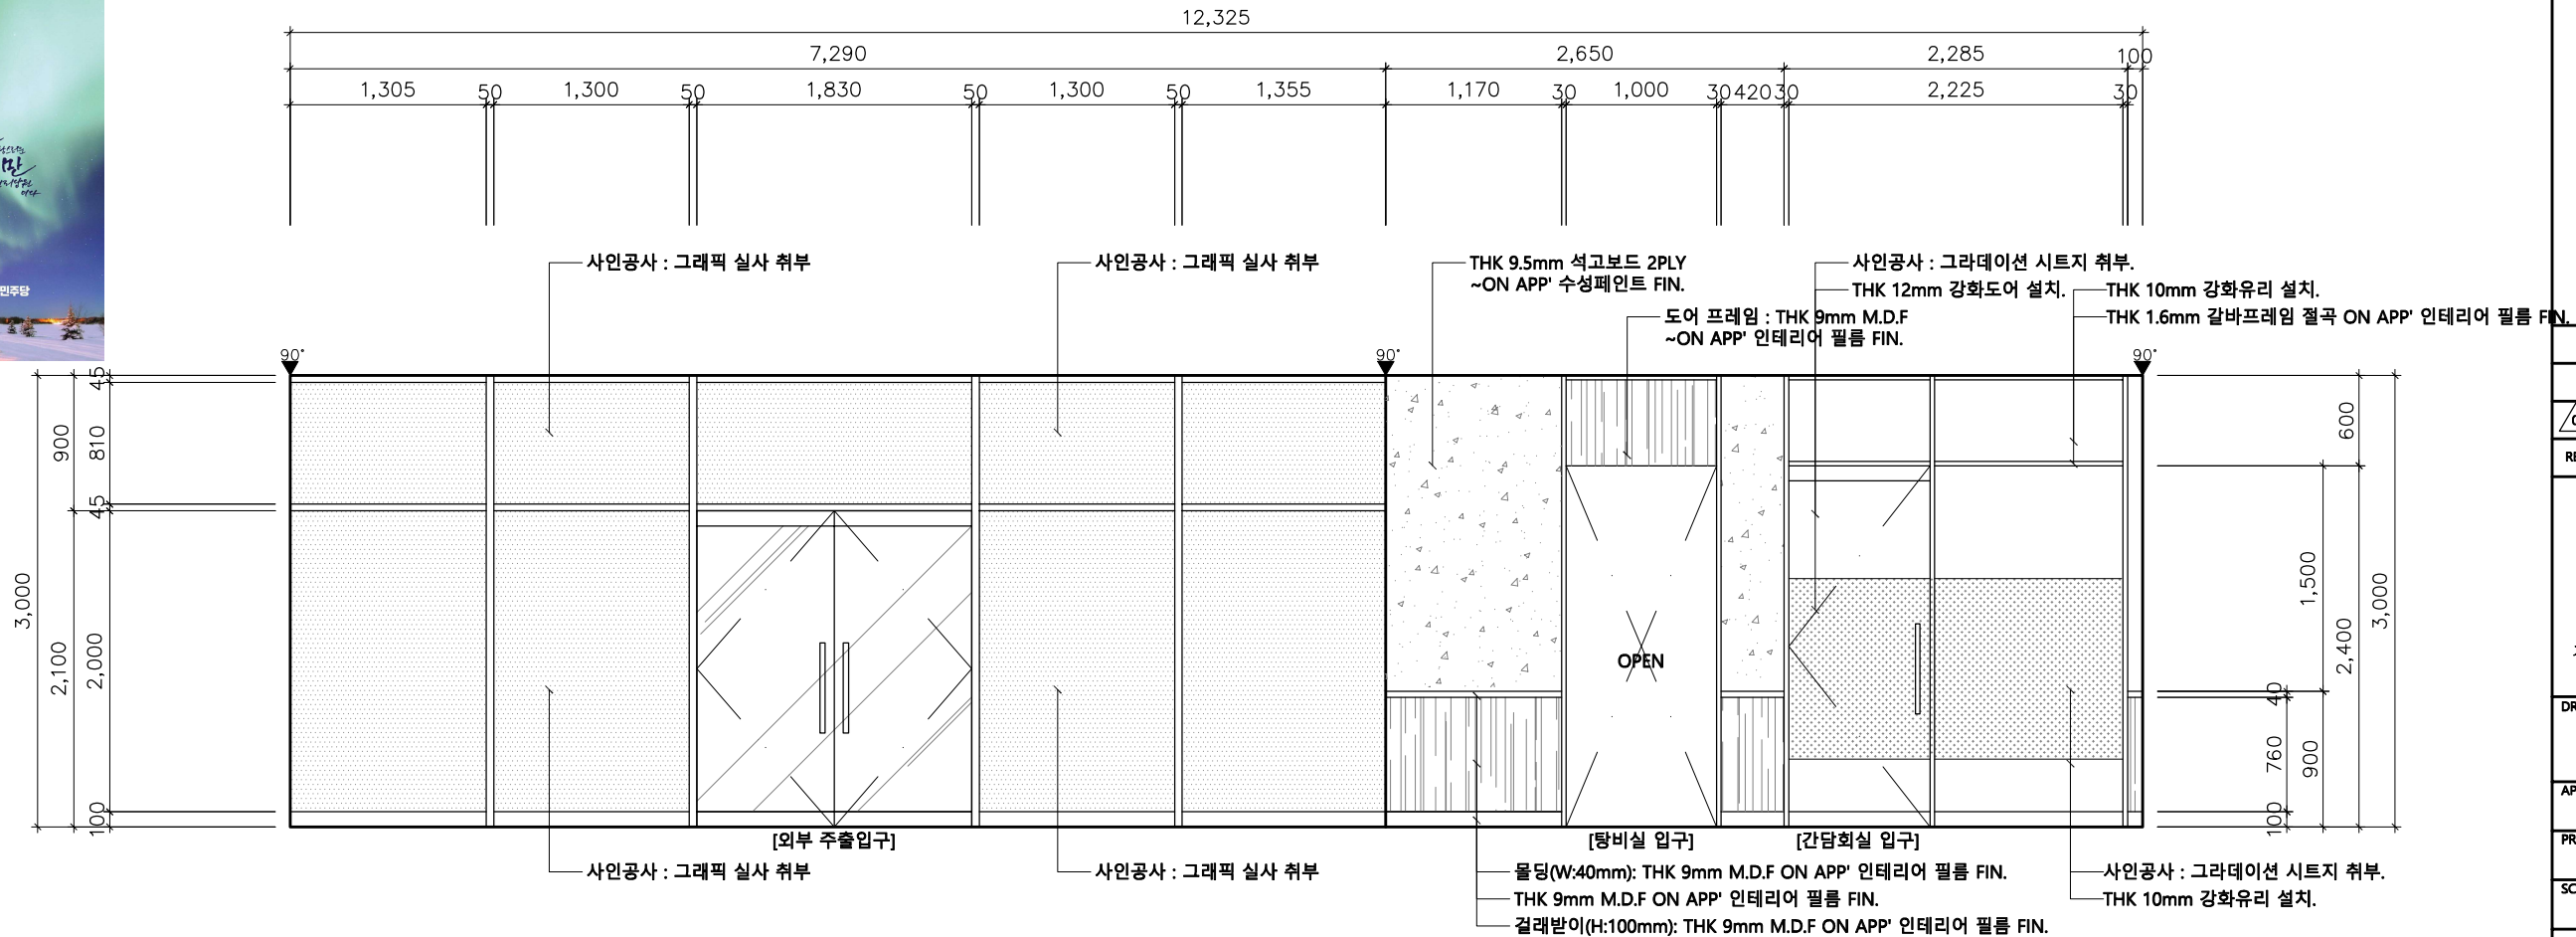 12,325
7,290
2,650
2,285
100
1,305
50
1,300
50
1,830
50
1,300
50
1,355
1,170
30
1,000
30
420
30
2,225
30
민주당
사인공사 : 그래픽 실사 취부
사인공사 : 그래픽 실사 취부
THK 9.5mm 석고보드 2PLY
~ON APP' 수성페인트 FIN.
사인공사 : 그라데이션 시트지 취부.
THK 12mm 강화도어 설치.
THK 10mm 강화유리 설치.
도어 프레임 : THK 9mm M.D.F
~ON APP' 인테리어 필름 FIN.
THK 1.6mm 갈바프레임 절곡 ON APP' 인테리어 필름 FIN.
90°
90°
90°
45
810
900
45
3,000
2,100
2,000
100
600
1,500
3,000
2,400
40
760
900
100
OPEN
[외부 주출입구]
[탕비실 입구]
[간담회실 입구]
사인공사 : 그래픽 실사 취부
사인공사 : 그래픽 실사 취부
몰딩(W:40mm): THK 9mm M.D.F ON APP' 인테리어 필름 FIN.
THK 9mm M.D.F ON APP' 인테리어 필름 FIN.
걸래받이(H:100mm): THK 9mm M.D.F ON APP' 인테리어 필름 FIN.
사인공사 : 그라데이션 시트지 취부.
THK 10mm 강화유리 설치.
RE
DR
AP
PR
SC